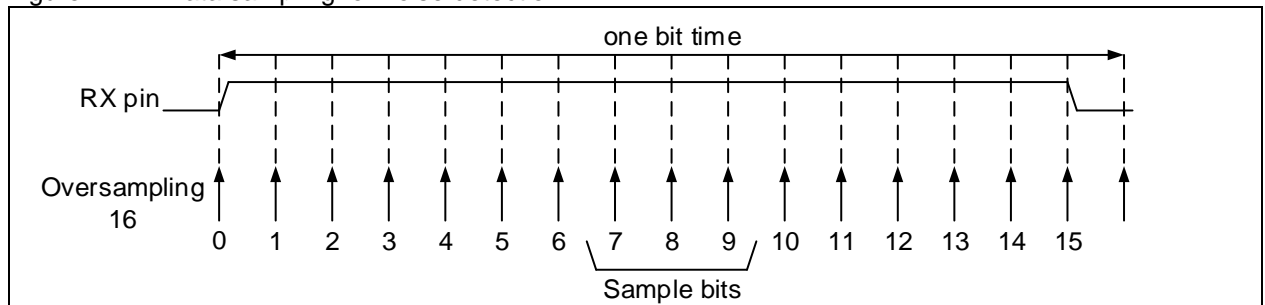 one bit time
RX pin
Oversampling
16
0 1 2 3 4 5 6 7 8 9 10 11 12 13 14 15
Sample bits